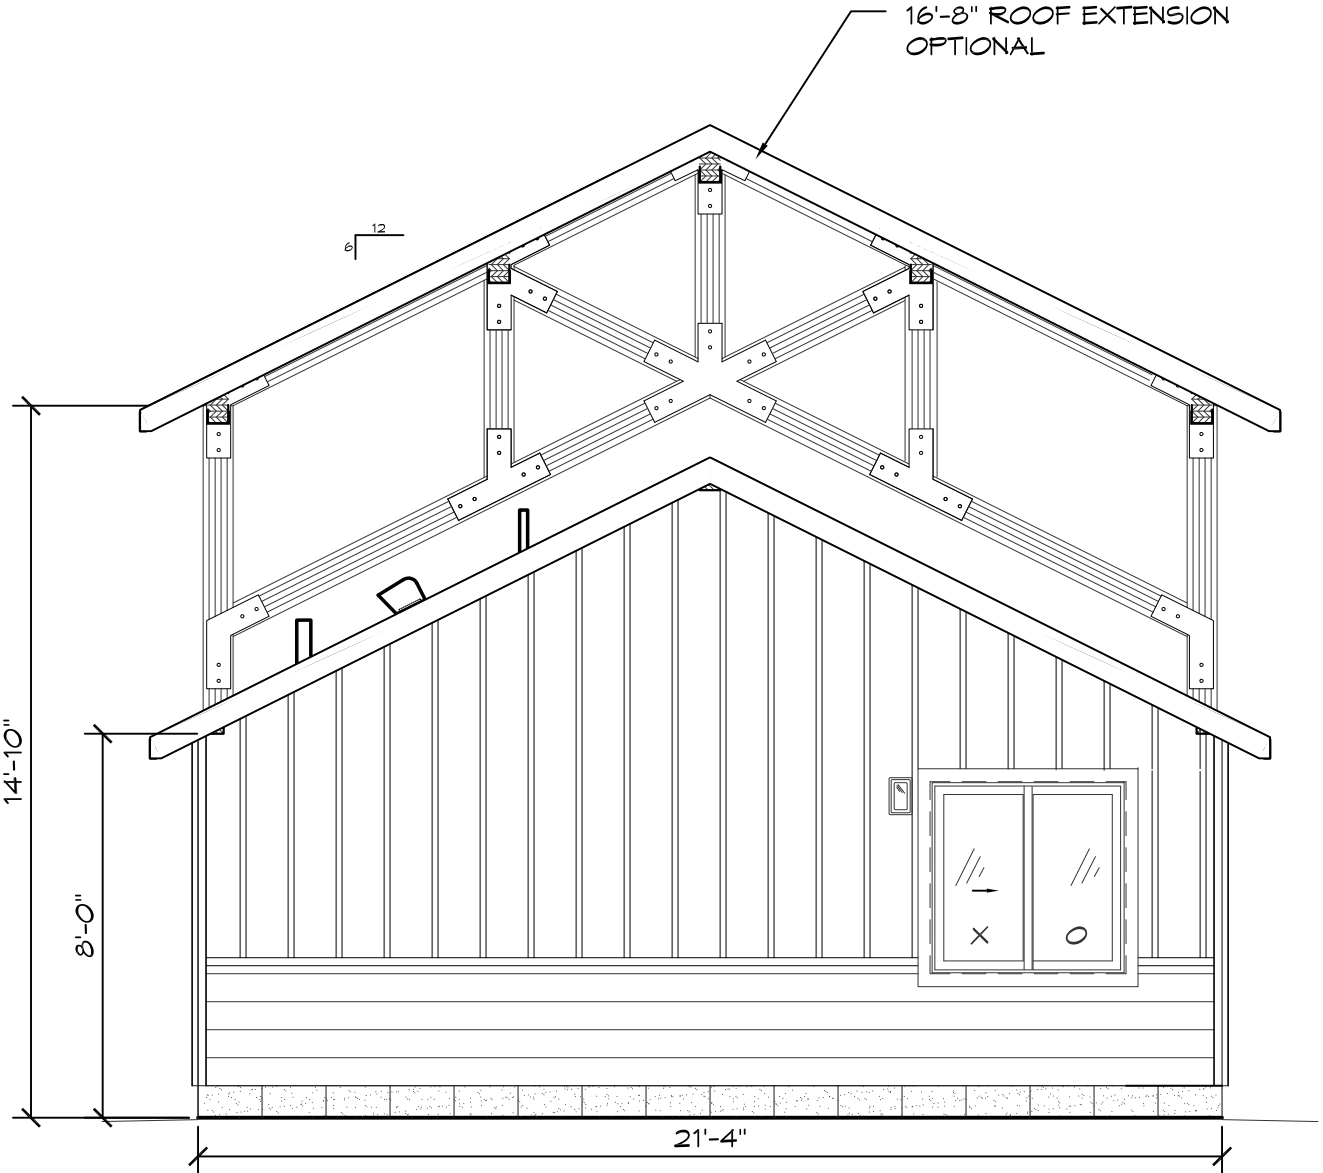 16'-8" ROOF EXTENSION
OPTIONAL
12
6
14'-10"
8'-0"
X
O
21'-4"